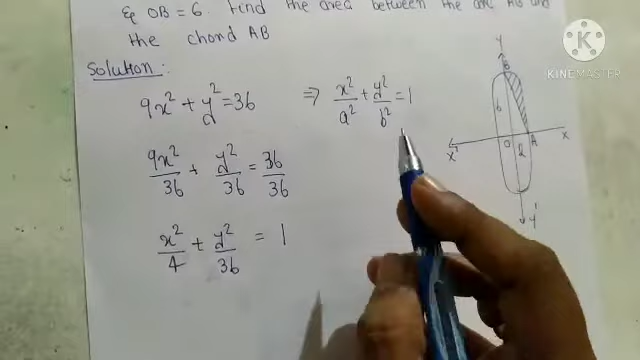 & OB = 6. Find the area between the arc AB and
the chord AB
Solution:
9x² + y² = 36 ⇒ x²/a² + y²/b² = 1
9x²/36 + y²/36 = 36/36
x²/4 + y²/36 = 1
Y
B
6
O
2
A
X
X'
Y'
KINEMASTER